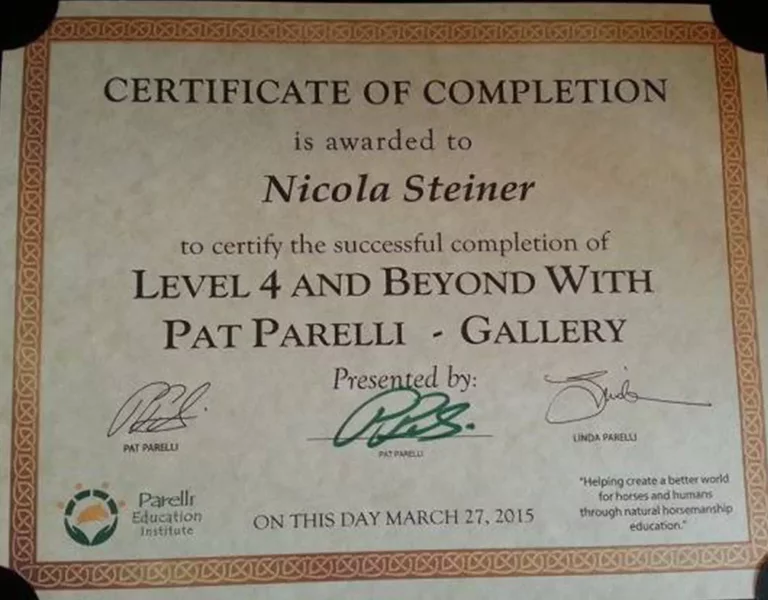 CERTIFICATE OF COMPLETION
is awarded to
Nicola Steiner
to certify the successful completion of
LEVEL 4 AND BEYOND WITH
PAT PARELLI - GALLERY
Presented by:
PAT PARELLI
PAT PARELLI
Linda
LINDA PARELLI
Parelli
Education
Institute
ON THIS DAY MARCH 27, 2015
"Helping create a better world
for horses and humans
through natural horsemanship
education."